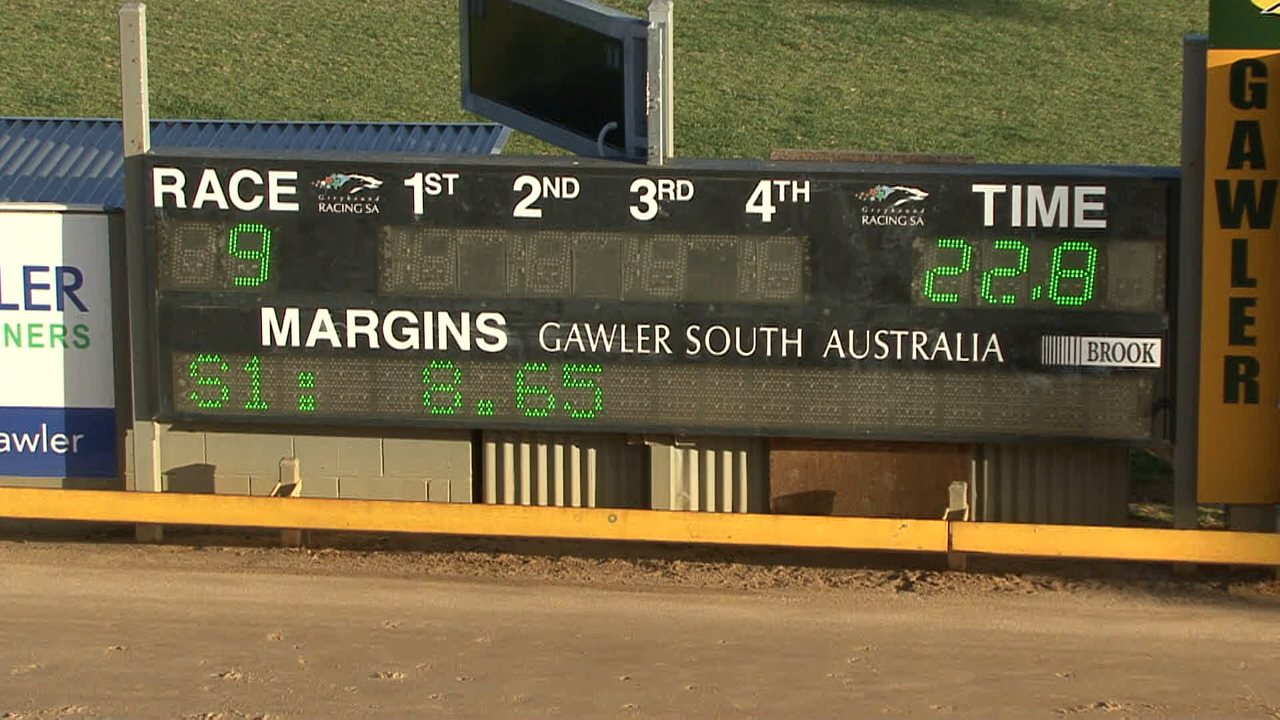 RACE Greyhound RACING SA 1ST 2ND 3RD 4TH Greyhound RACING SA TIME
9 22.8
MARGINS GAWLER SOUTH AUSTRALIA BROOK
S1: 8.65
LER
NERS
awler
GAWLER